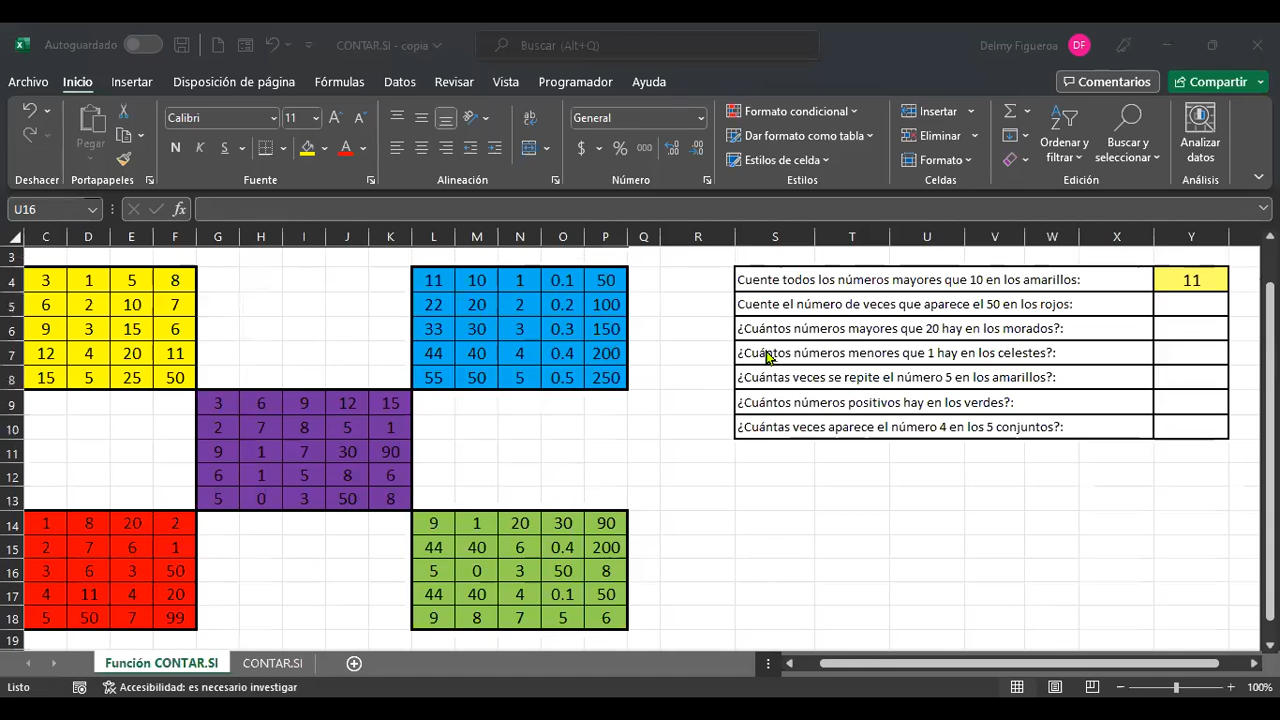 Autoguardado CONTAR.SI - copia Buscar (Alt+Q) Delmy Figueroa DF
Archivo Inicio Insertar Disposición de página Fórmulas Datos Revisar Vista Programador Ayuda Comentarios Compartir
Pegar Calibri 11 A A ab General Formato condicional Insertar Ordenar y filtrar Buscar y seleccionar Analizar datos
N K S A $ % 000 Dar formato como tabla Eliminar
Estilos de celda Formato
Deshacer Portapapeles Fuente Alineación Número Estilos Celdas Edición Análisis
U16 fx
C D E F G H I J K L M N O P Q R S T U V W X Y
3
4 3 1 5 8 11 10 1 0.1 50 Cuente todos los números mayores que 10 en los amarillos: 11
5 6 2 10 7 22 20 2 0.2 100 Cuente el número de veces que aparece el 50 en los rojos:
6 9 3 15 6 33 30 3 0.3 150 ¿Cuántos números mayores que 20 hay en los morados?:
7 12 4 20 11 44 40 4 0.4 200 ¿Cuántos números menores que 1 hay en los celestes?:
8 15 5 25 50 55 50 5 0.5 250 ¿Cuántas veces se repite el número 5 en los amarillos?:
9 3 6 9 12 15 ¿Cuántos números positivos hay en los verdes?:
10 2 7 8 5 1 ¿Cuántas veces aparece el número 4 en los 5 conjuntos?:
11 9 1 7 30 90
12 6 1 5 8 6
13 5 0 3 50 8
14 1 8 20 2 9 1 20 30 90
15 2 7 6 1 44 40 6 0.4 200
16 3 6 3 50 5 0 3 50 8
17 4 11 4 20 44 40 4 0.1 50
18 5 50 7 99 9 8 7 5 6
19
Función CONTAR.SI CONTAR.SI
Listo Accesibilidad: es necesario investigar 100%